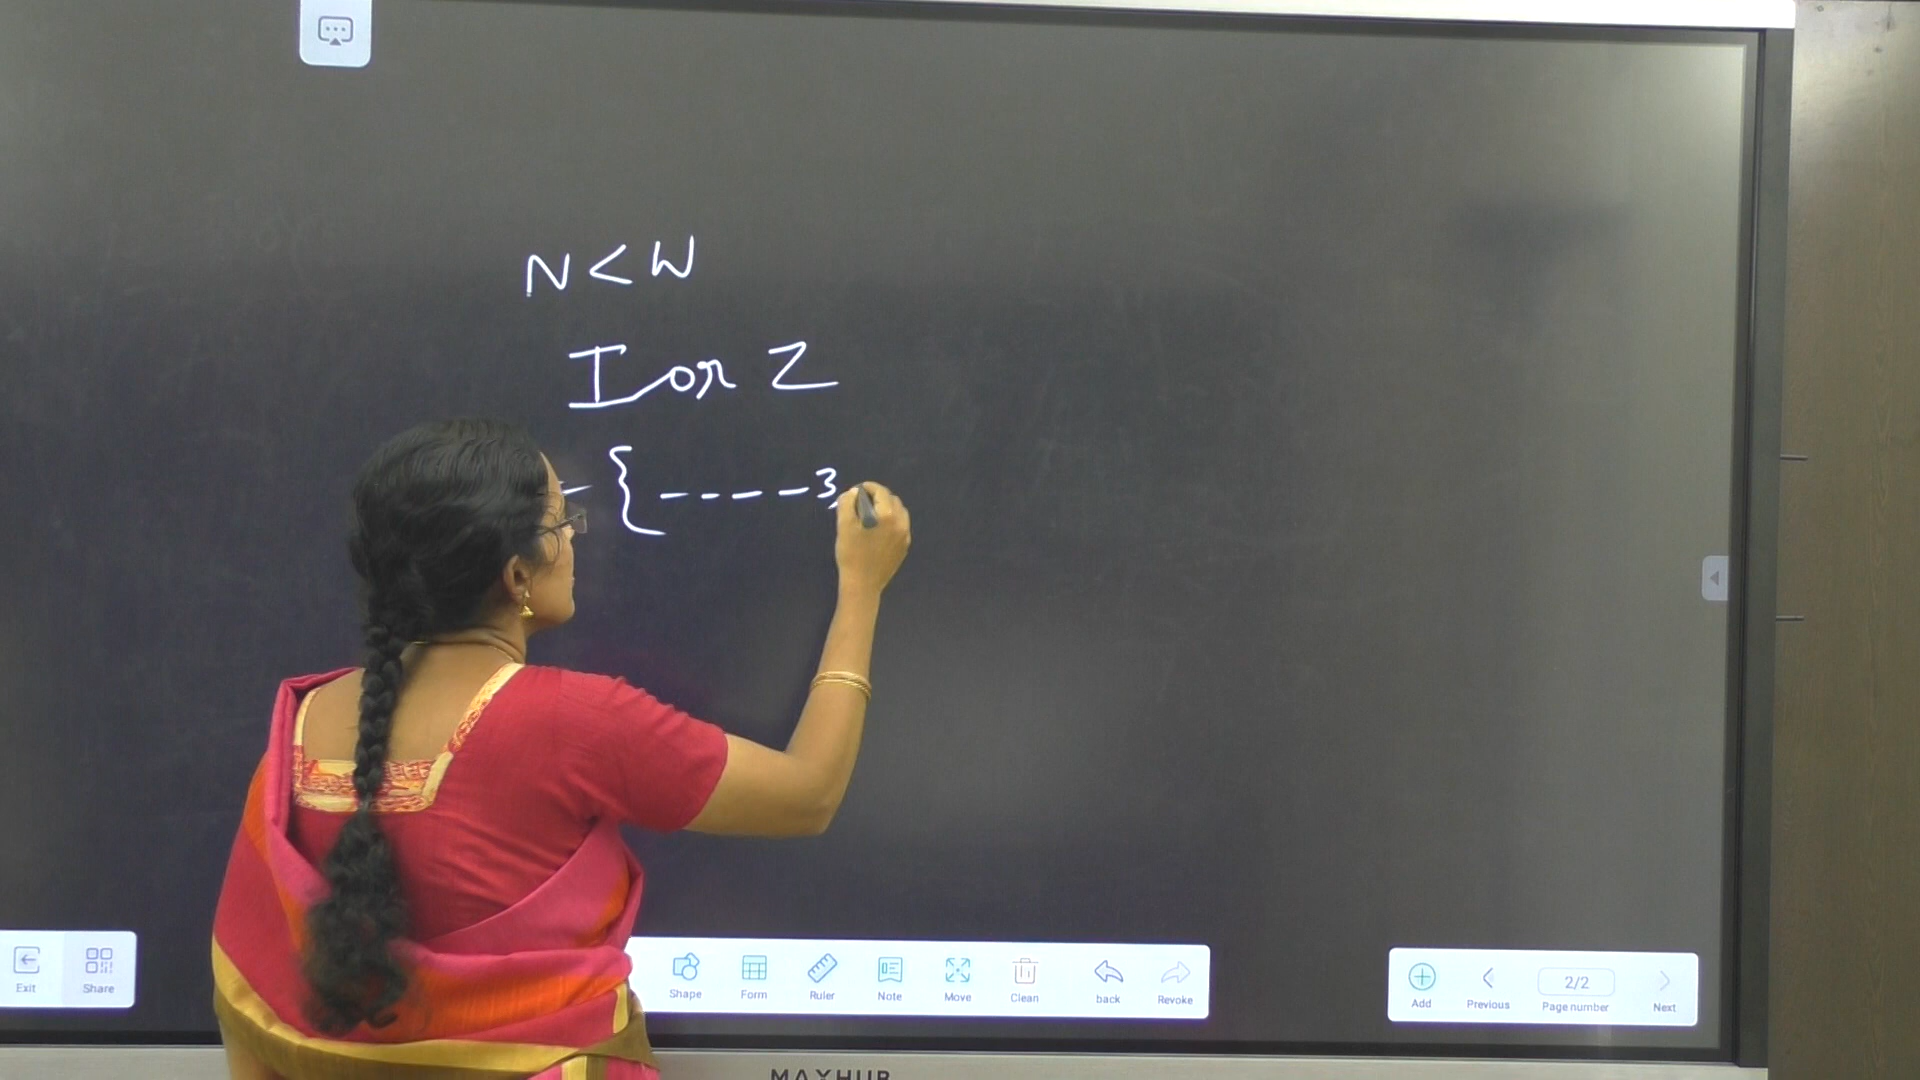 N < W
I or Z
- { - - - - 3,
Exit
Share
Shape
Form
Ruler
Note
Move
Clean
back
Revoke
Add
Previous
2/2
Page number
Next
MAXHUB